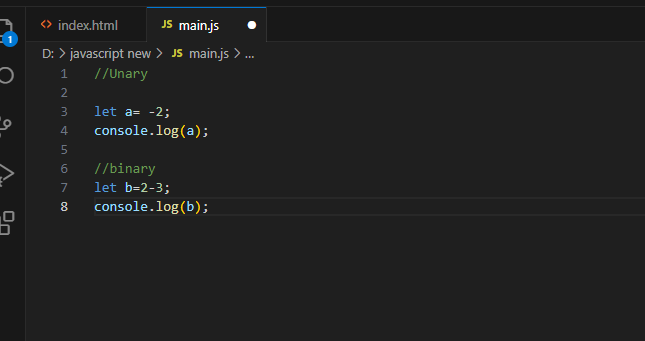 index.html JS main.js
D: > javascript new > JS main.js > ...
1 //Unary
2
3 let a= -2;
4 console.log(a);
5
6 //binary
7 let b=2-3;
8 console.log(b);
1